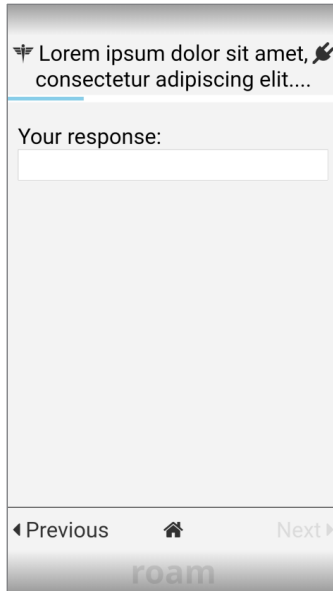 Lorem ipsum dolor sit amet,
consectetur adipiscing elit....
Your response:
Previous
Next
roam